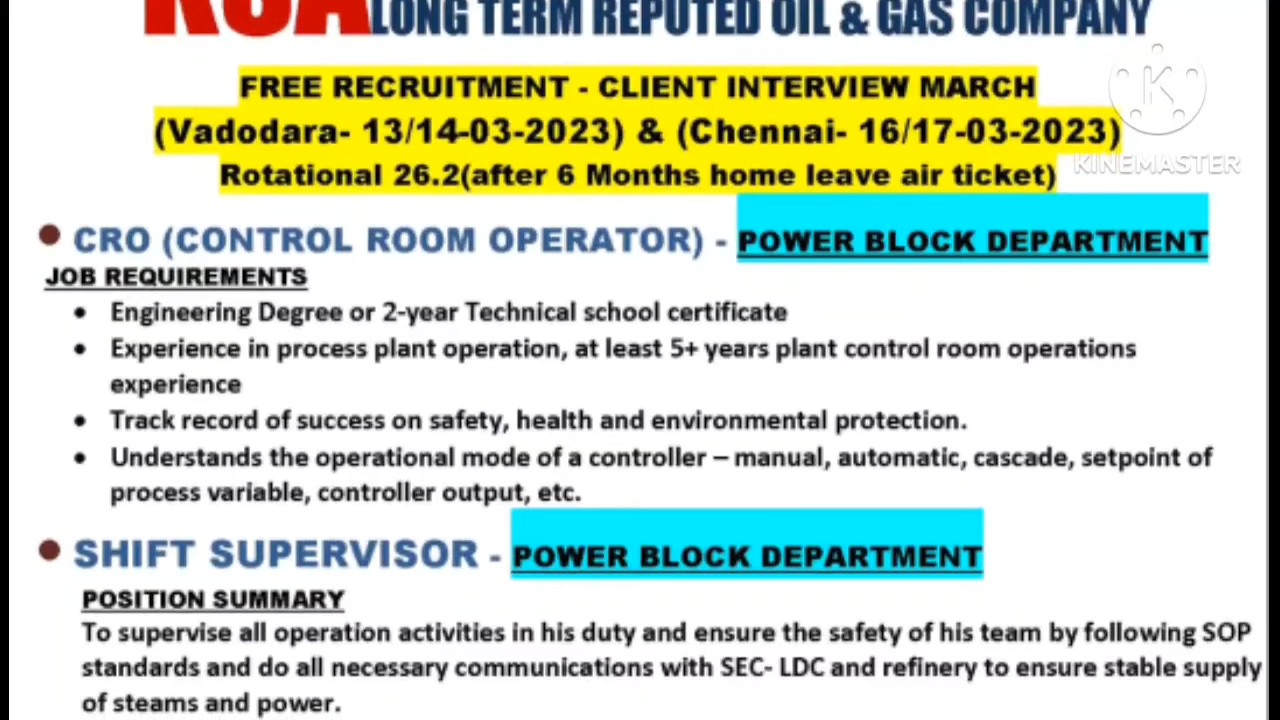 KSA LONG TERM REPUTED OIL & GAS COMPANY
FREE RECRUITMENT - CLIENT INTERVIEW MARCH
(Vadodara- 13/14-03-2023) & (Chennai- 16/17-03-2023)
Rotational 26.2(after 6 Months home leave air ticket)
K
KINEMASTER
• CRO (CONTROL ROOM OPERATOR) - POWER BLOCK DEPARTMENT
JOB REQUIREMENTS
• Engineering Degree or 2-year Technical school certificate
• Experience in process plant operation, at least 5+ years plant control room operations
experience
• Track record of success on safety, health and environmental protection.
• Understands the operational mode of a controller – manual, automatic, cascade, setpoint of
process variable, controller output, etc.
• SHIFT SUPERVISOR - POWER BLOCK DEPARTMENT
POSITION SUMMARY
To supervise all operation activities in his duty and ensure the safety of his team by following SOP
standards and do all necessary communications with SEC- LDC and refinery to ensure stable supply
of steams and power.